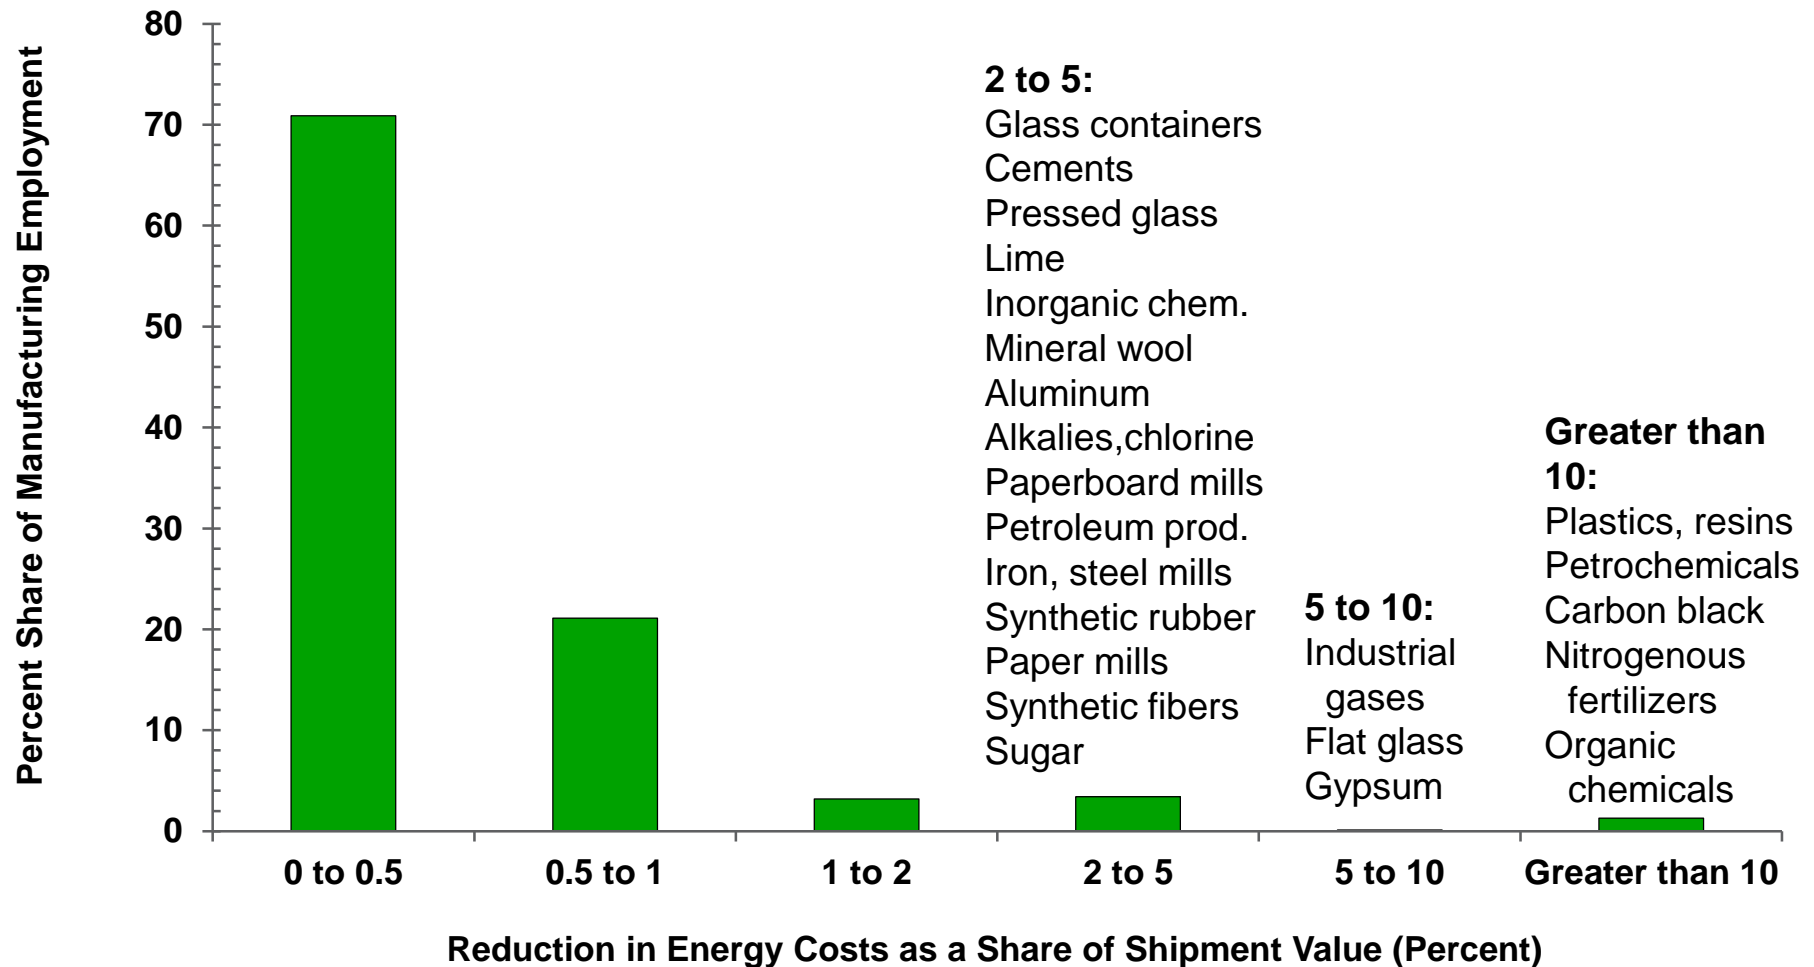 Percent Share of Manufacturing Employment
80
70
60
50
40
30
20
10
0
2 to 5:
Glass containers
Cements
Pressed glass
Lime
Inorganic chem.
Mineral wool
Aluminum
Alkalies,chlorine
Paperboard mills
Petroleum prod.
Iron, steel mills
Synthetic rubber
Paper mills
Synthetic fibers
Sugar
5 to 10:
Industrial
gases
Flat glass
Gypsum
Greater than
10:
Plastics, resins
Petrochemicals
Carbon black
Nitrogenous
fertilizers
Organic
chemicals
0 to 0.5
0.5 to 1
1 to 2
2 to 5
5 to 10
Greater than 10
Reduction in Energy Costs as a Share of Shipment Value (Percent)